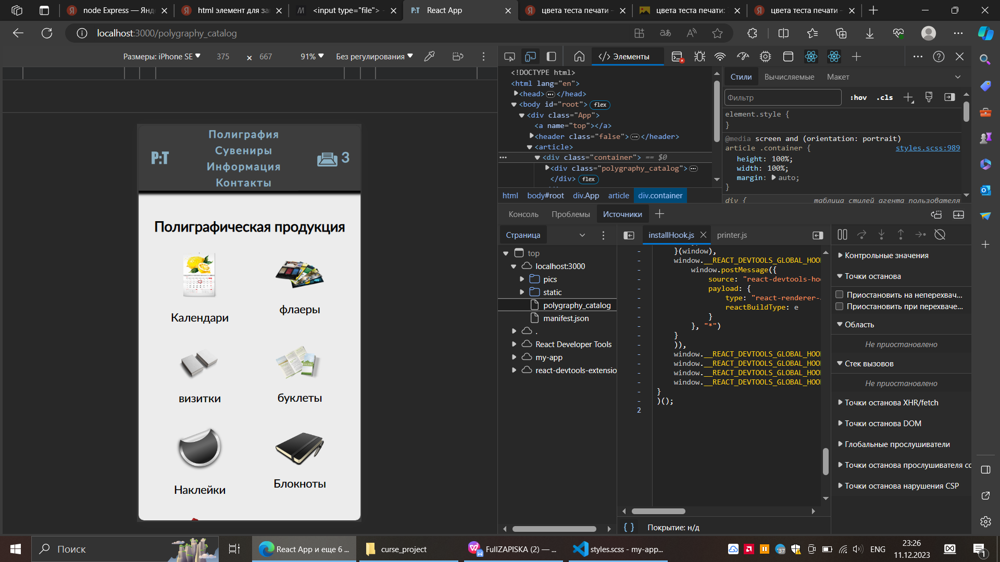 node Express — Янд
html элемент для за
<input type="file"> -
P:T React App
цвета теста печати -
цвета теста печати:
цвета теста печати -
localhost:3000/polygraphy_catalog
Размеры: iPhone SE 375 × 667 91% Без регулирования
Полиграфия
Сувениры
Информация
Контакты
P:T
3
Полиграфическая продукция
Календари
флаеры
визитки
буклеты
Наклейки
Блокноты
Элементы
<!DOCTYPE html>
<html lang="en">
<head> ••• </head>
<body id="root"> flex
<div class="App">
<a name="top"></a>
<header class="false"> ••• </header>
<article>
••• <div class="container"> == $0
<div class="polygraphy_catalog"> •••
</div> flex
html body#root div.App article div.container
Стили Вычисляемые Макет
Фильтр :hov .cls
element.style {
}
@media screen and (orientation: portrait)
article .container { styles.scss:989
height: 100%;
width: 100%;
margin: auto;
}
div { таблица стилей агента пользователя
Консоль Проблемы Источники
Страница
top
localhost:3000
pics
static
polygraphy_catalog
manifest.json
.
React Developer Tools
my-app
react-devtools-extensio
installHook.js printer.js
}(window),
window.__REACT_DEVTOOLS_GLOBAL_HOO
window.postMessage({
source: "react-devtools-ho
payload: {
type: "react-renderer-
reactBuildType: e
}
}, "*")
}
)),
window.__REACT_DEVTOOLS_GLOBAL_HOO
window.__REACT_DEVTOOLS_GLOBAL_HOO
window.__REACT_DEVTOOLS_GLOBAL_HOO
window.__REACT_DEVTOOLS_GLOBAL_HOO
}
)();
2
{ } Покрытие: н/д
Контрольные значения
Точки останова
Приостановить на неперехвач...
Приостановить при перехваче...
Область
Не приостановлено
Стек вызовов
Не приостановлено
Точки останова XHR/fetch
Точки останова DOM
Глобальные прослушиватели
Точки останова прослушивателя со
Точки останова нарушения CSP
Поиск
React App и еще 6 ...
curse_project
FullZAPISKA (2) — ...
styles.scss - my-app...
37
ENG
23:26
11.12.2023
1